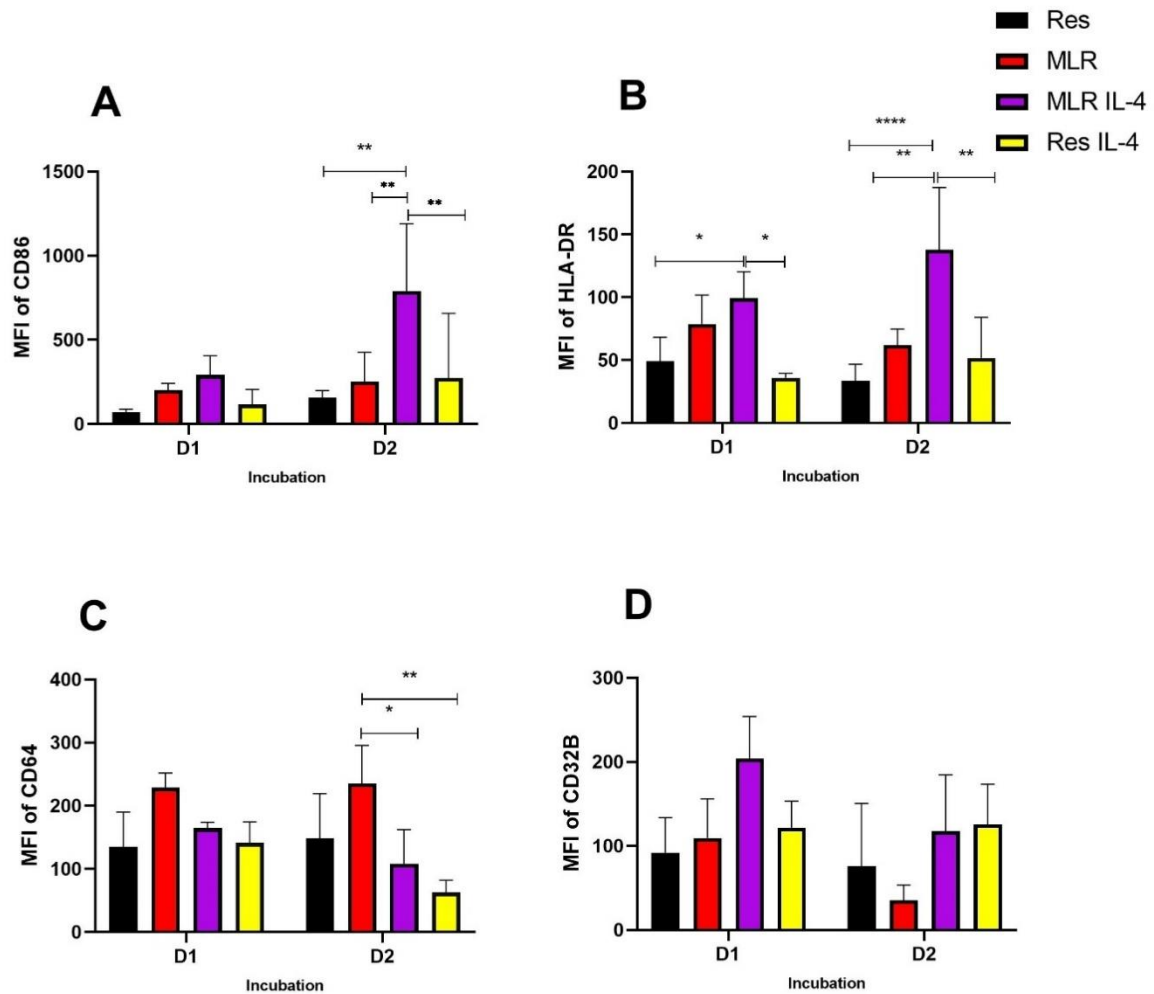 Res
MLR
MLR IL-4
Res IL-4
A
MFI of CD86
1500
1000
500
0
**
**
**
D1
D2
Incubation
B
MFI of HLA-DR
200
150
100
50
0
*
*
****
**
**
D1
D2
Incubation
C
MFI of CD64
400
300
200
100
0
**
*
D1
D2
Incubation
D
MFI of CD32B
300
200
100
0
D1
D2
Incubation